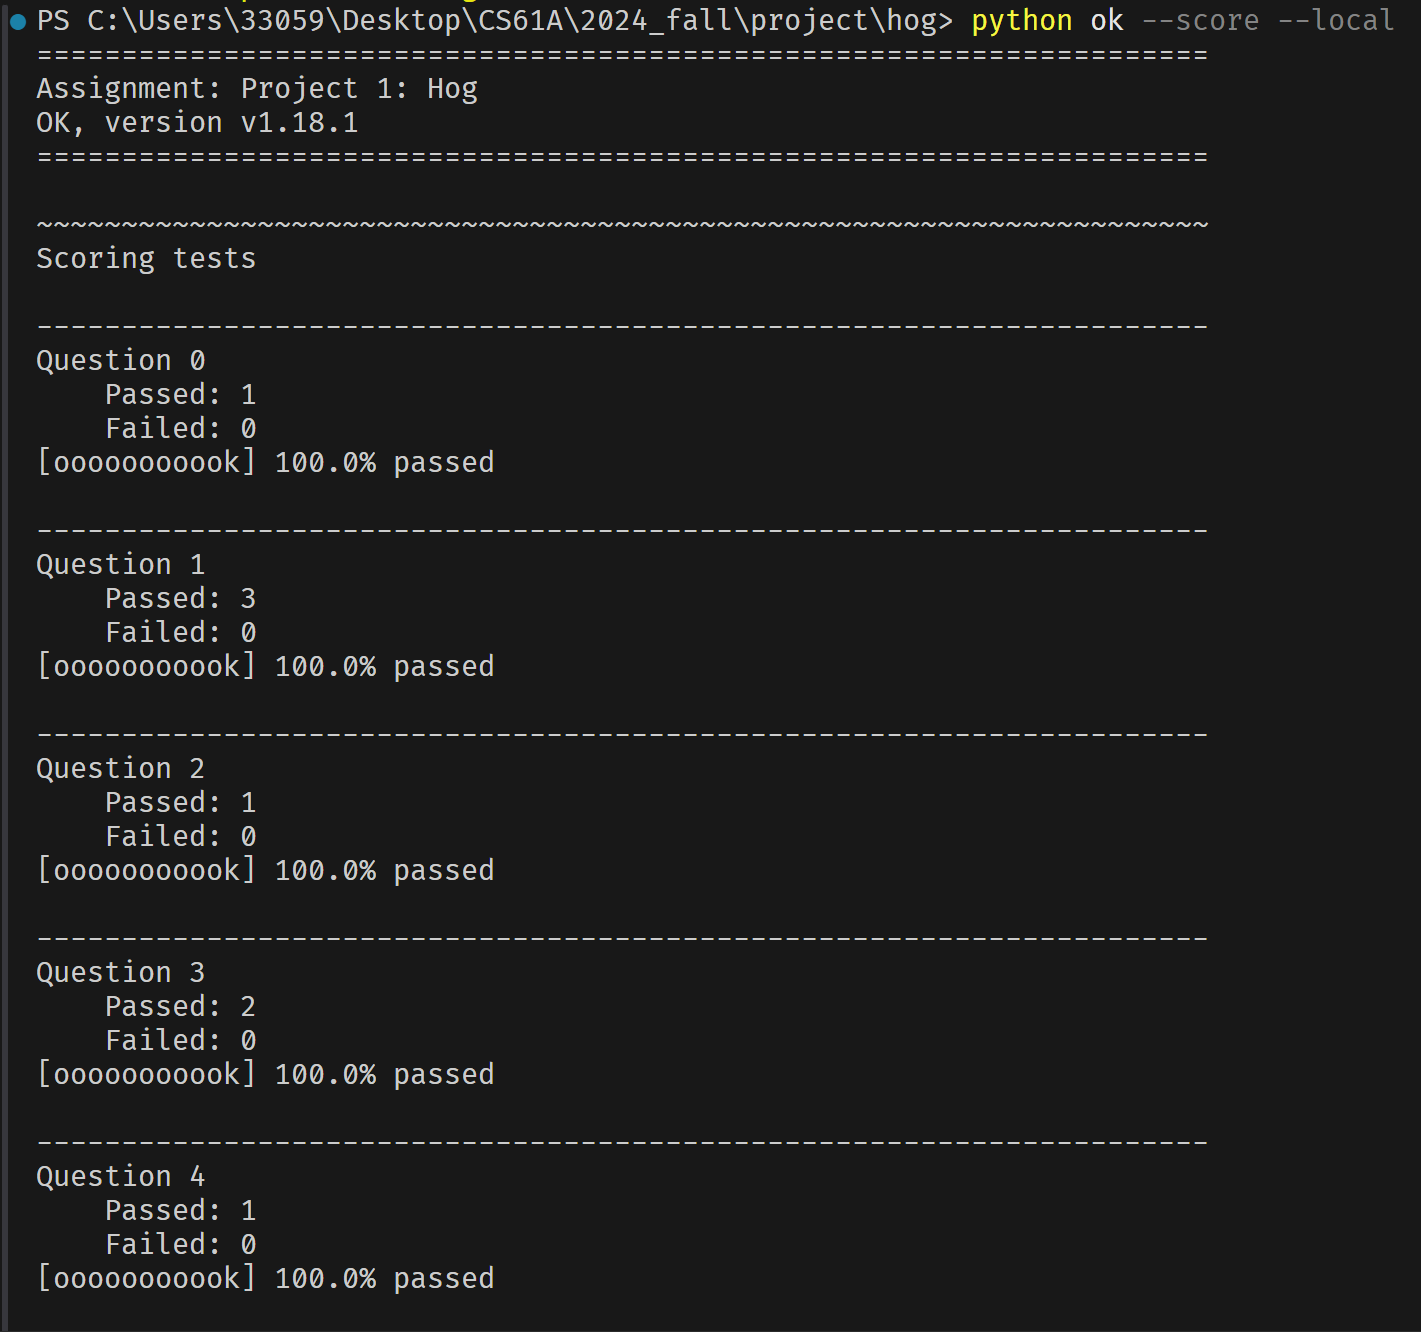 PS C:\Users\33059\Desktop\CS61A\2024_fall\project\hog> python ok --score --local
=====================================================================
Assignment: Project 1: Hog
OK, version v1.18.1
=====================================================================
~~~~~~~~~~~~~~~~~~~~~~~~~~~~~~~~~~~~~~~~~~~~~~~~~~~~~~~~~~~~~~~~~~~~~
Scoring tests
---------------------------------------------------------------------
Question 0
    Passed: 1
    Failed: 0
[ooooooooook] 100.0% passed
---------------------------------------------------------------------
Question 1
    Passed: 3
    Failed: 0
[ooooooooook] 100.0% passed
---------------------------------------------------------------------
Question 2
    Passed: 1
    Failed: 0
[ooooooooook] 100.0% passed
---------------------------------------------------------------------
Question 3
    Passed: 2
    Failed: 0
[ooooooooook] 100.0% passed
---------------------------------------------------------------------
Question 4
    Passed: 1
    Failed: 0
[ooooooooook] 100.0% passed